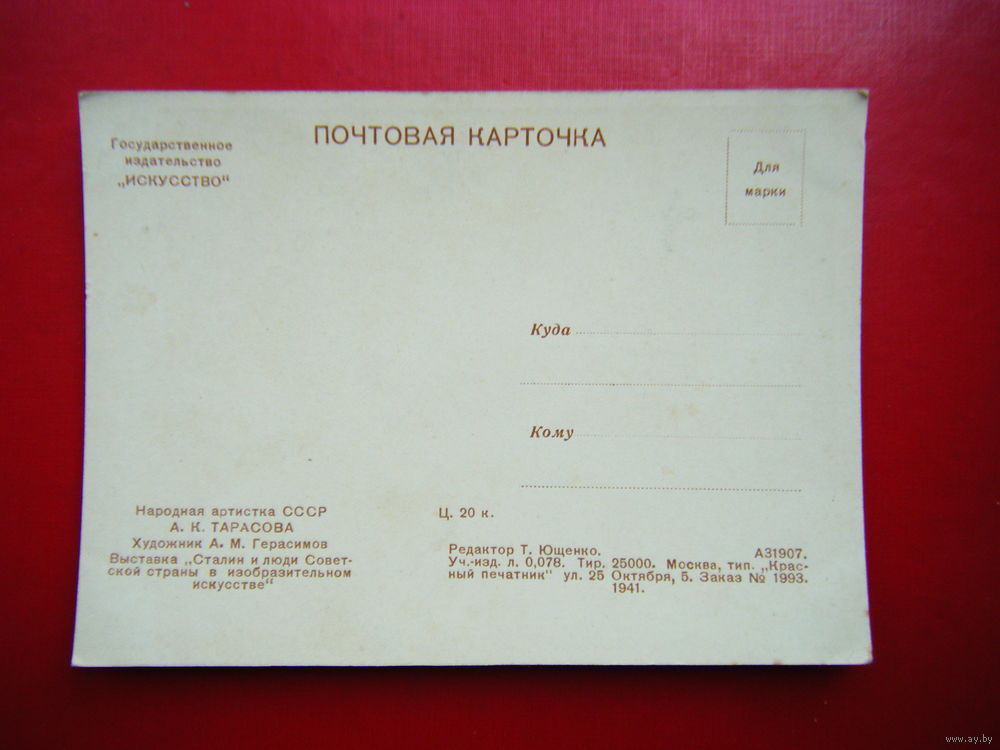 ПОЧТОВАЯ КАРТОЧКА
Государственное
издательство
„ИСКУССТВО“
Для
марки
Куда
Кому
Народная артистка СССР
А. К. ТАРАСОВА
Художник А. М. Герасимов
Выставка „Сталин и люди Совет-
ской страны в изобразительном
искусстве“
Ц. 20 к.
Редактор Т. Ющенко.
А31907.
Уч.-изд. л. 0,078. Тир. 25000. Москва, тип. „Крас-
ный печатник“ ул. 25 Октября, 5. Заказ № 1993.
1941.
www.ay.by